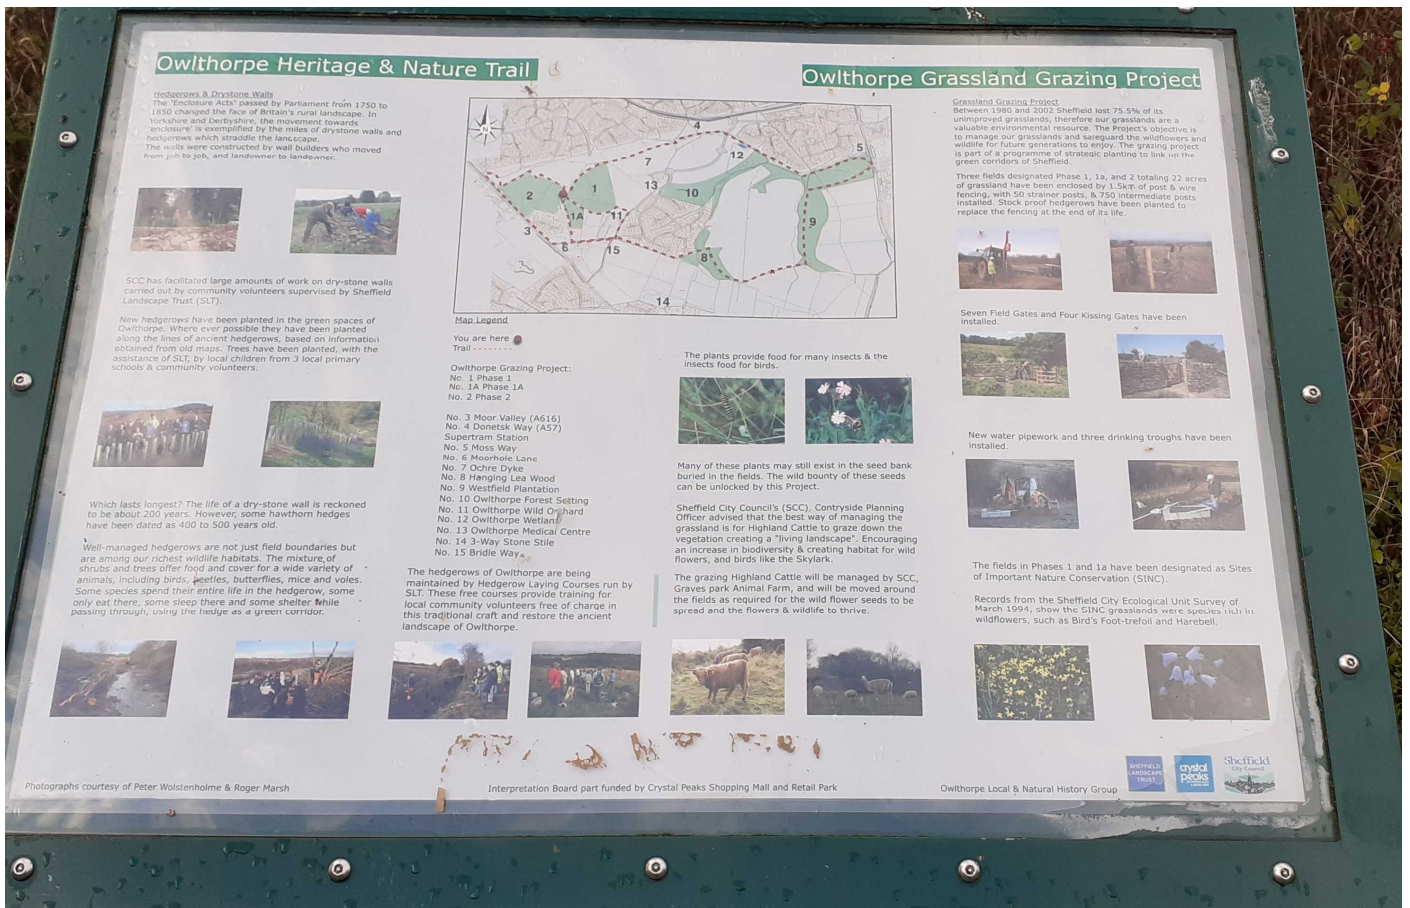 Owlthorpe Heritage & Nature Trail
Hedgerows & Drystone Walls
The 'Enclosure Acts' passed by Parliament from 1750 to
1850 changed the face of Britain's rural landscape. In
Yorkshire and Derbyshire, the movement towards
'enclosure' is exemplified by the miles of drystone walls and
hedgerows which straddle the landscape.
The walls were constructed by wall builders who moved
from job to job, and landowner to landowner.
SCC has facilitated large amounts of work on dry-stone walls
carried out by community volunteers supervised by Sheffield
Landscape Trust (SLT).
New hedgerows have been planted in the green spaces of
Owlthorpe. Where ever possible they have been planted
along the lines of ancient hedgerows, based on information
obtained from old maps. Trees have been planted, with the
assistance of SLT, by local children from 3 local primary
schools & community volunteers.
Which lasts longest? The life of a dry-stone wall is reckoned
to be about 200 years. However, some hawthorn hedges
have been dated as 400 to 500 years old.
Well-managed hedgerows are not just field boundaries but
are among our richest wildlife habitats. The mixture of
shrubs and trees offer food and cover for a wide variety of
animals, including birds, beetles, butterflies, mice and voles.
Some species spend their entire life in the hedgerow, some
only eat there, some sleep there and some shelter while
passing through, using the hedge as a green corridor.
N
4
5
12
7
13
10
1
2
1A
11
9
3
6
15
8
14
Map Legend
You are here
Trail --------
Owlthorpe Grazing Project:
No. 1 Phase 1
No. 1A Phase 1A
No. 2 Phase 2
No. 3 Moor Valley (A616)
No. 4 Donetsk Way (A57)
Supertram Station
No. 5 Moss Way
No. 6 Moorhole Lane
No. 7 Ochre Dyke
No. 8 Hanging Lea Wood
No. 9 Westfield Plantation
No. 10 Owlthorpe Forest Setting
No. 11 Owlthorpe Wild Orchard
No. 12 Owlthorpe Wetland
No. 13 Owlthorpe Medical Centre
No. 14 3-Way Stone Stile
No. 15 Bridle Way
The hedgerows of Owlthorpe are being
maintained by Hedgerow Laying Courses run by
SLT. These free courses provide training for
local community volunteers free of charge in
this traditional craft and restore the ancient
landscape of Owlthorpe.
The plants provide food for many insects & the
insects food for birds.
Many of these plants may still exist in the seed bank
buried in the fields. The wild bounty of these seeds
can be unlocked by this Project.
Sheffield City Council's (SCC), Contryside Planning
Officer advised that the best way of managing the
grassland is for Highland Cattle to graze down the
vegetation creating a "living landscape". Encouraging
an increase in biodiversity & creating habitat for wild
flowers, and birds like the Skylark.
The grazing Highland Cattle will be managed by SCC,
Graves park Animal Farm, and will be moved around
the fields as required for the wild flower seeds to be
spread and the flowers & wildlife to thrive.
Owlthorpe Grassland Grazing Project
Grassland Grazing Project
Between 1980 and 2002 Sheffield lost 75.5% of its
unimproved grasslands, therefore our grasslands are a
valuable environmental resource. The Project's objective is
to manage our grasslands and safeguard the wildflowers and
wildlife for future generations to enjoy. The grazing project
is part of a programme of strategic planting to link up the
green corridors of Sheffield.
Three fields designated Phase 1, 1a, and 2 totaling 22 acres
of grassland have been enclosed by 1.5km of post & wire
fencing, with 50 strainer posts, & 750 intermediate posts
installed. Stock proof hedgerows have been planted to
replace the fencing at the end of its life.
Seven Field Gates and Four Kissing Gates have been
installed.
New water pipework and three drinking troughs have been
installed.
The fields in Phases 1 and 1a have been designated as Sites
of Important Nature Conservation (SINC).
Records from the Sheffield City Ecological Unit Survey of
March 1994, show the SINC grasslands were species rich in
wildflowers, such as Bird's Foot-trefoil and Harebell.
Photographs courtesy of Peter Wolstenholme & Roger Marsh
Interpretation Board part funded by Crystal Peaks Shopping Mall and Retail Park
Owlthorpe Local & Natural History Group
SHEFFIELD
LANDSCAPE
TRUST
crystal
peaks
Sheffield
City Council